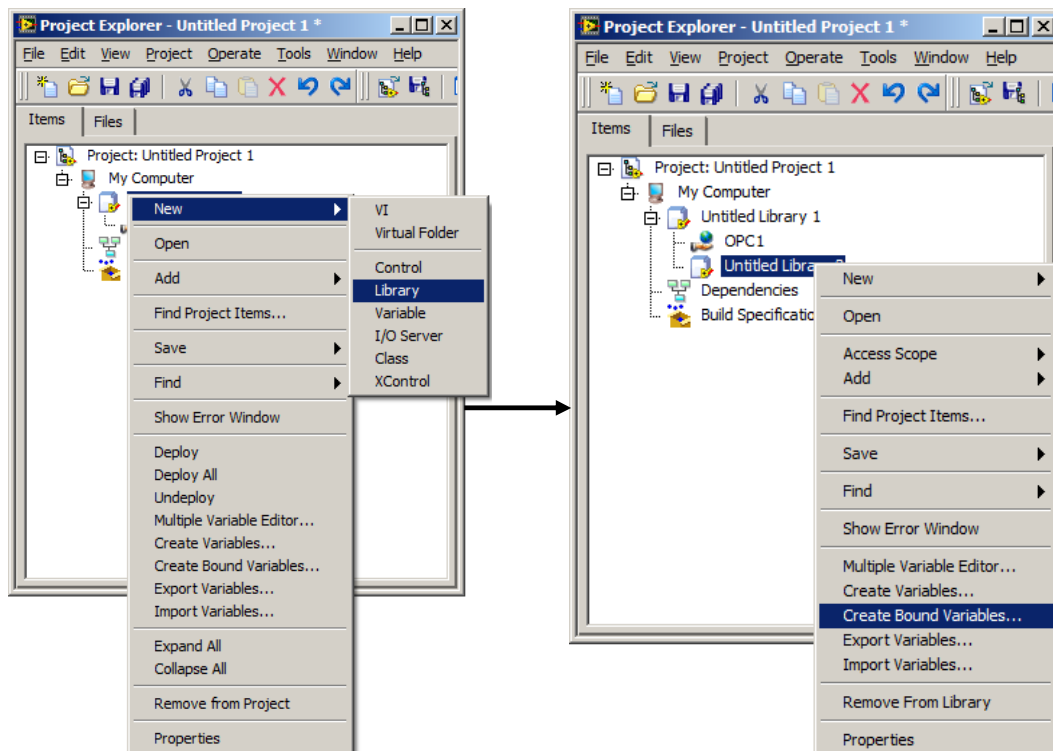 Project Explorer - Untitled Project 1 *
File Edit View Project Operate Tools Window Help
Items Files
Project: Untitled Project 1
My Computer
New
Open
Add
Find Project Items...
Save
Find
Show Error Window
Deploy
Deploy All
Undeploy
Multiple Variable Editor...
Create Variables...
Create Bound Variables...
Export Variables...
Import Variables...
Expand All
Collapse All
Remove from Project
Properties
VI
Virtual Folder
Control
Library
Variable
I/O Server
Class
XControl
Project Explorer - Untitled Project 1 *
File Edit View Project Operate Tools Window Help
Items Files
Project: Untitled Project 1
My Computer
Untitled Library 1
OPC1
Untitled
Dependencies
Build
New
Open
Access Scope
Add
Find Project Items...
Save
Find
Show Error Window
Multiple Variable Editor...
Create Variables...
Create Bound Variables...
Export Variables...
Import Variables...
Remove From Library
Properties